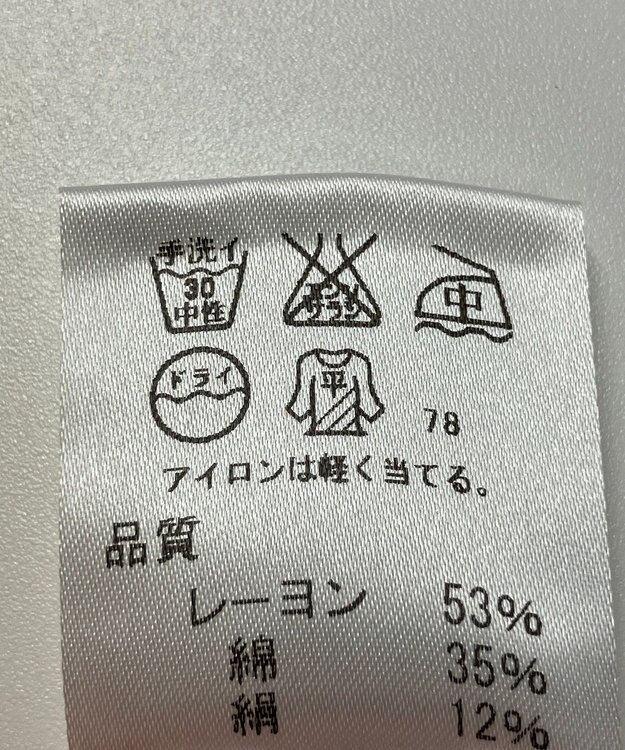 手洗イ
30
中性
エンソ
サラシ
中
ドライ
平
78
アイロンは軽く当てる。
品質
レーヨン 53%
綿 35%
絹 12%